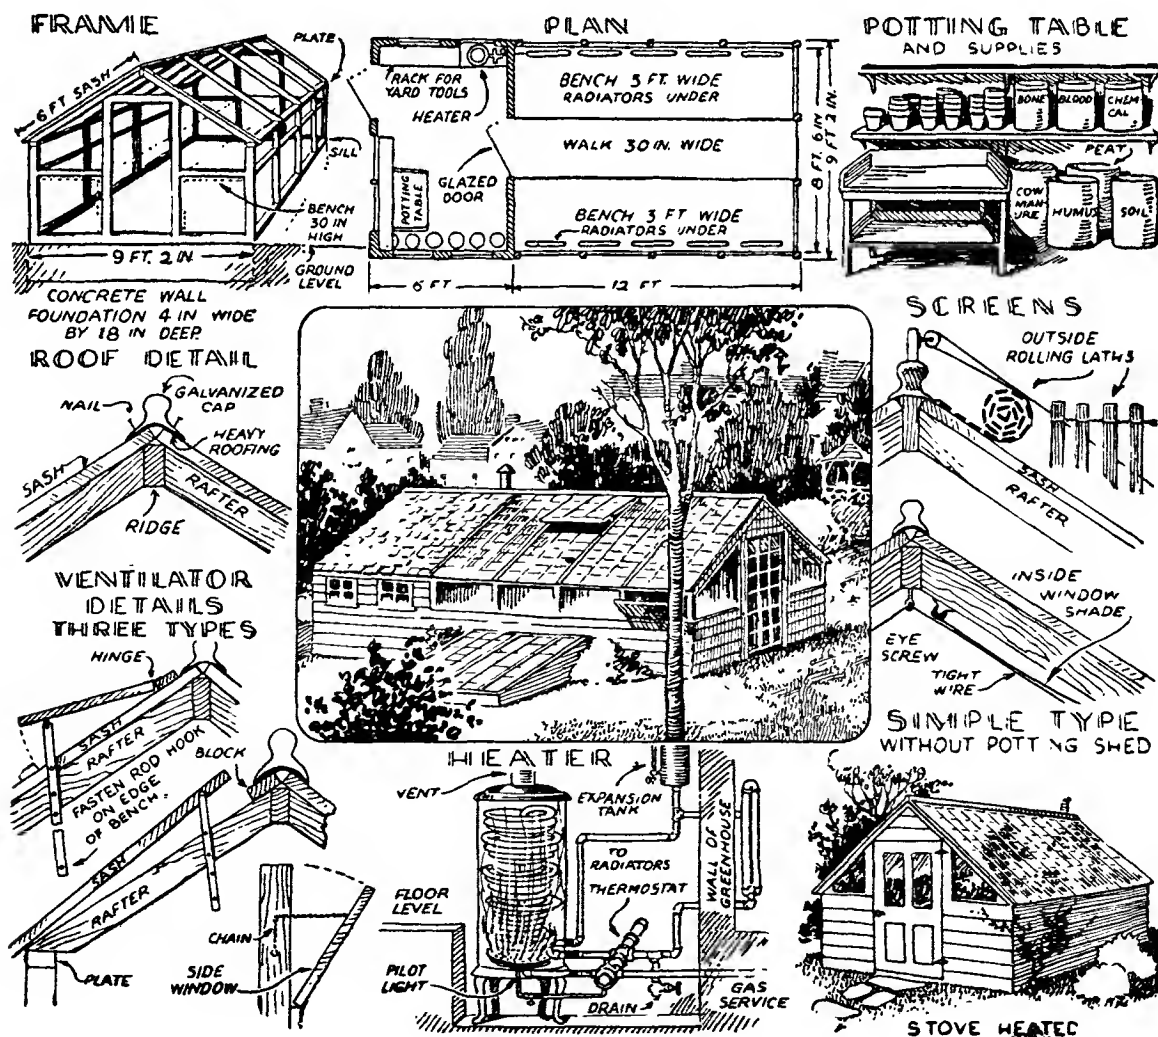 FRAME
6 FT SASH
PLATE
SILL
BENCH
30 IN
HIGH
GROUND
LEVEL
9 FT. 2 IN
CONCRETE WALL
FOUNDATION 4 IN WIDE
BY 18 IN DEEP.
PLAN
RACK FOR
YARD TOOLS
HEATER
GLAZED
DOOR
POTTING
TABLE
BENCH 3 FT. WIDE
RADIATORS UNDER
WALK 30 IN. WIDE
BENCH 3 FT WIDE
RADIATORS UNDER
8 FT. 6 IN
9 FT 2 IN.
6 FT
12 FT
POTTING TABLE
AND SUPPLIES
BONE
BLOOD
CHEM
CAL
PEAT
COW
MAN
URE
HUMUS
SOIL
ROOF DETAIL
NAIL
GALVANIZED
CAP
HEAVY
ROOFING
SASH
RAFTER
RIDGE
SCREENS
OUTSIDE
ROLLING LATHS
SASH
RAFTER
INSIDE
WINDOW
SHADE
EYE
SCREW
TIGHT
WIRE
VENTILATOR
DETAILS
THREE TYPES
HINGE
SASH
RAFTER
FASTEN ROD HOOK
ON EDGE
OF BENCH
BLOCK
SASH
RAFTER
PLATE
CHAIN
SIDE
WINDOW
HEATER
VENT
EXPANSION
TANK
TO
RADIATORS
THERMOSTAT
WALL OF
GREENHOUSE
FLOOR
LEVEL
PILOT
LIGHT
DRAIN
GAS
SERVICE
SIMPLE TYPE
WITHOUT POTTING SHED
STOVE HEATED